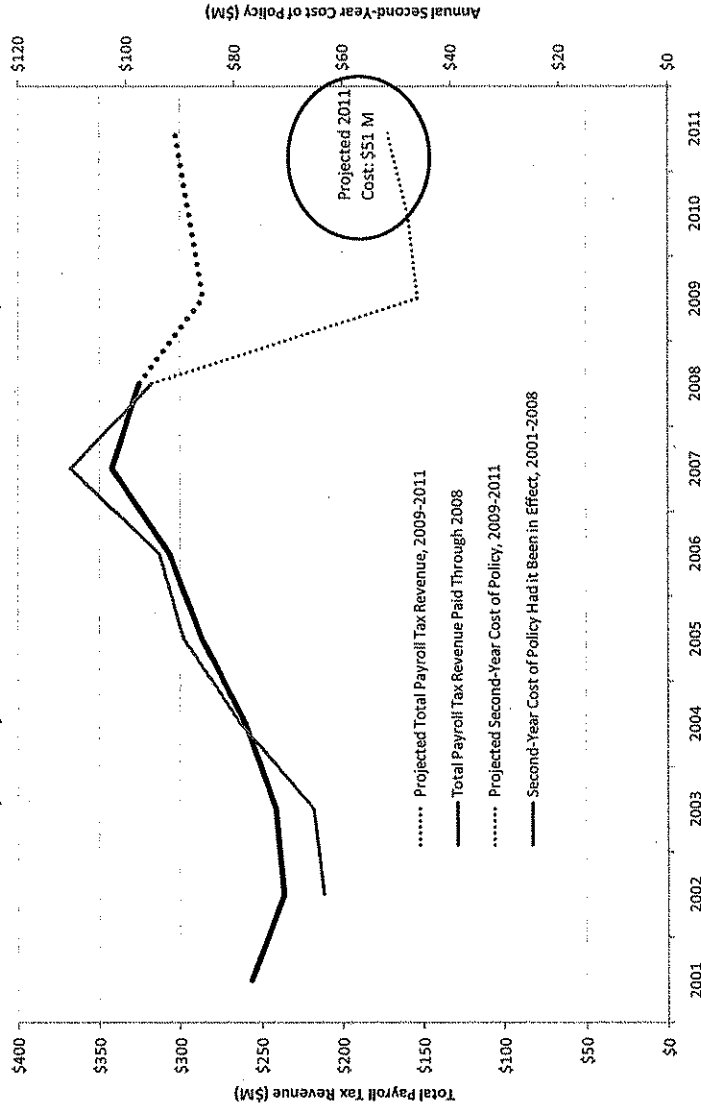 Total Payroll Tax Revenue ($M)
$400
$350
$300
$250
$200
$150
$100
$50
$0
Annual Second-Year Cost of Policy ($M)
$120
$100
$80
$60
$40
$20
$0
Projected 2011
Cost: $51 M
Projected Total Payroll Tax Revenue, 2009-2011
Total Payroll Tax Revenue Paid Through 2008
Projected Second-Year Cost of Policy, 2009-2011
Second-Year Cost of Policy Had it Been in Effect, 2001-2008
2001 2002 2003 2004 2005 2006 2007 2008 2009 2010 2011